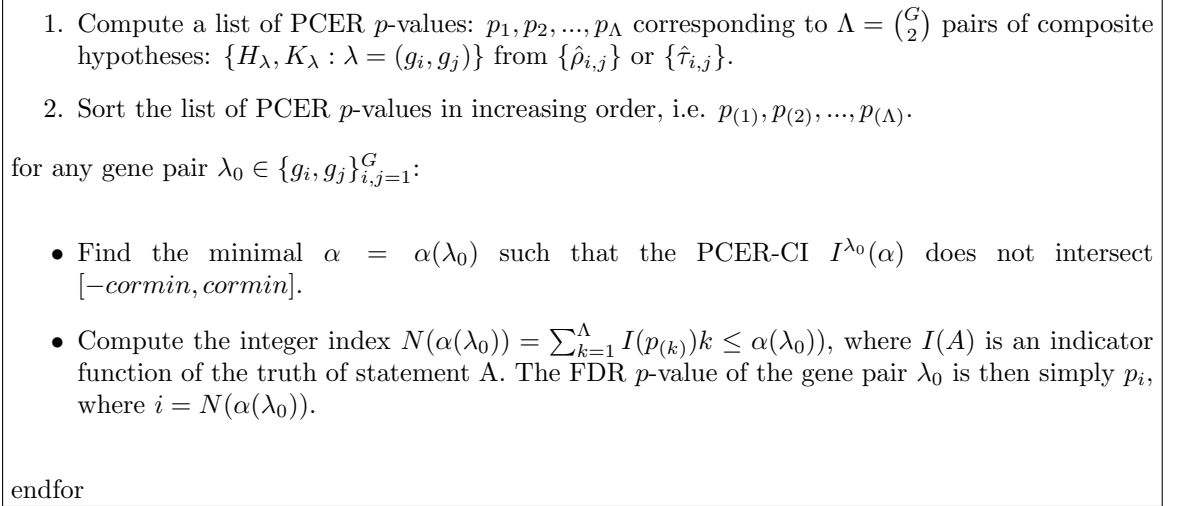 1. Compute a list of PCER p-values: p_1, p_2, ..., p_Λ corresponding to Λ = \binom{G}{2} pairs of composite
hypotheses: {H_λ, K_λ : λ = (g_i, g_j)} from {ρ̂_{i,j}} or {τ̂_{i,j}}.
2. Sort the list of PCER p-values in increasing order, i.e. p_{(1)}, p_{(2)}, ..., p_{(Λ)}.
for any gene pair λ_0 ∈ {g_i, g_j}^G_{i,j=1}:
• Find the minimal α = α(λ_0) such that the PCER-CI I^{λ_0}(α) does not intersect
[−cormin, cormin].
• Compute the integer index N(α(λ_0)) = ∑^Λ_{k=1} I(p_{(k)})k ≤ α(λ_0)), where I(A) is an indicator
function of the truth of statement A. The FDR p-value of the gene pair λ_0 is then simply p_i,
where i = N(α(λ_0)).
endfor